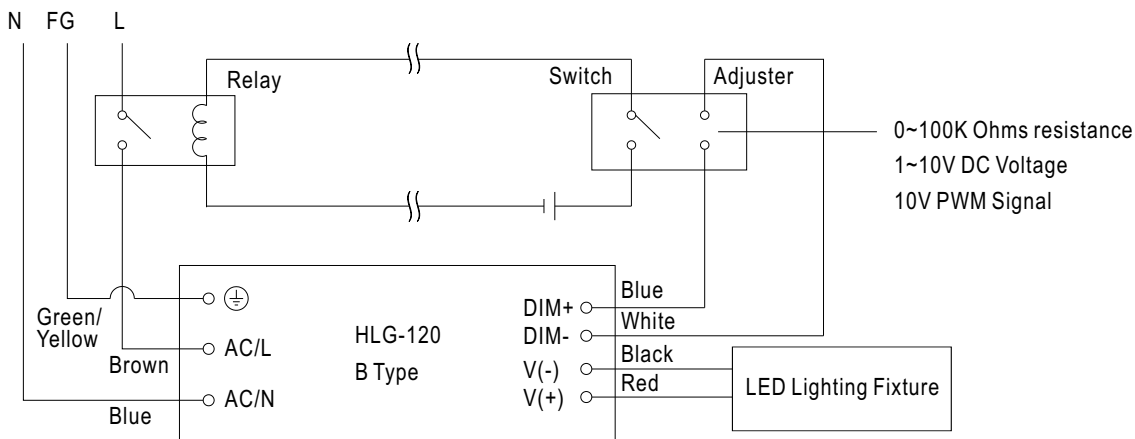 N FG L
Relay
Switch
Adjuster
0~100K Ohms resistance
1~10V DC Voltage
10V PWM Signal
Green/
Yellow
Brown
Blue
AC/L
AC/N
HLG-120
B Type
DIM+
DIM-
V(-)
V(+)
Blue
White
Black
Red
LED Lighting Fixture